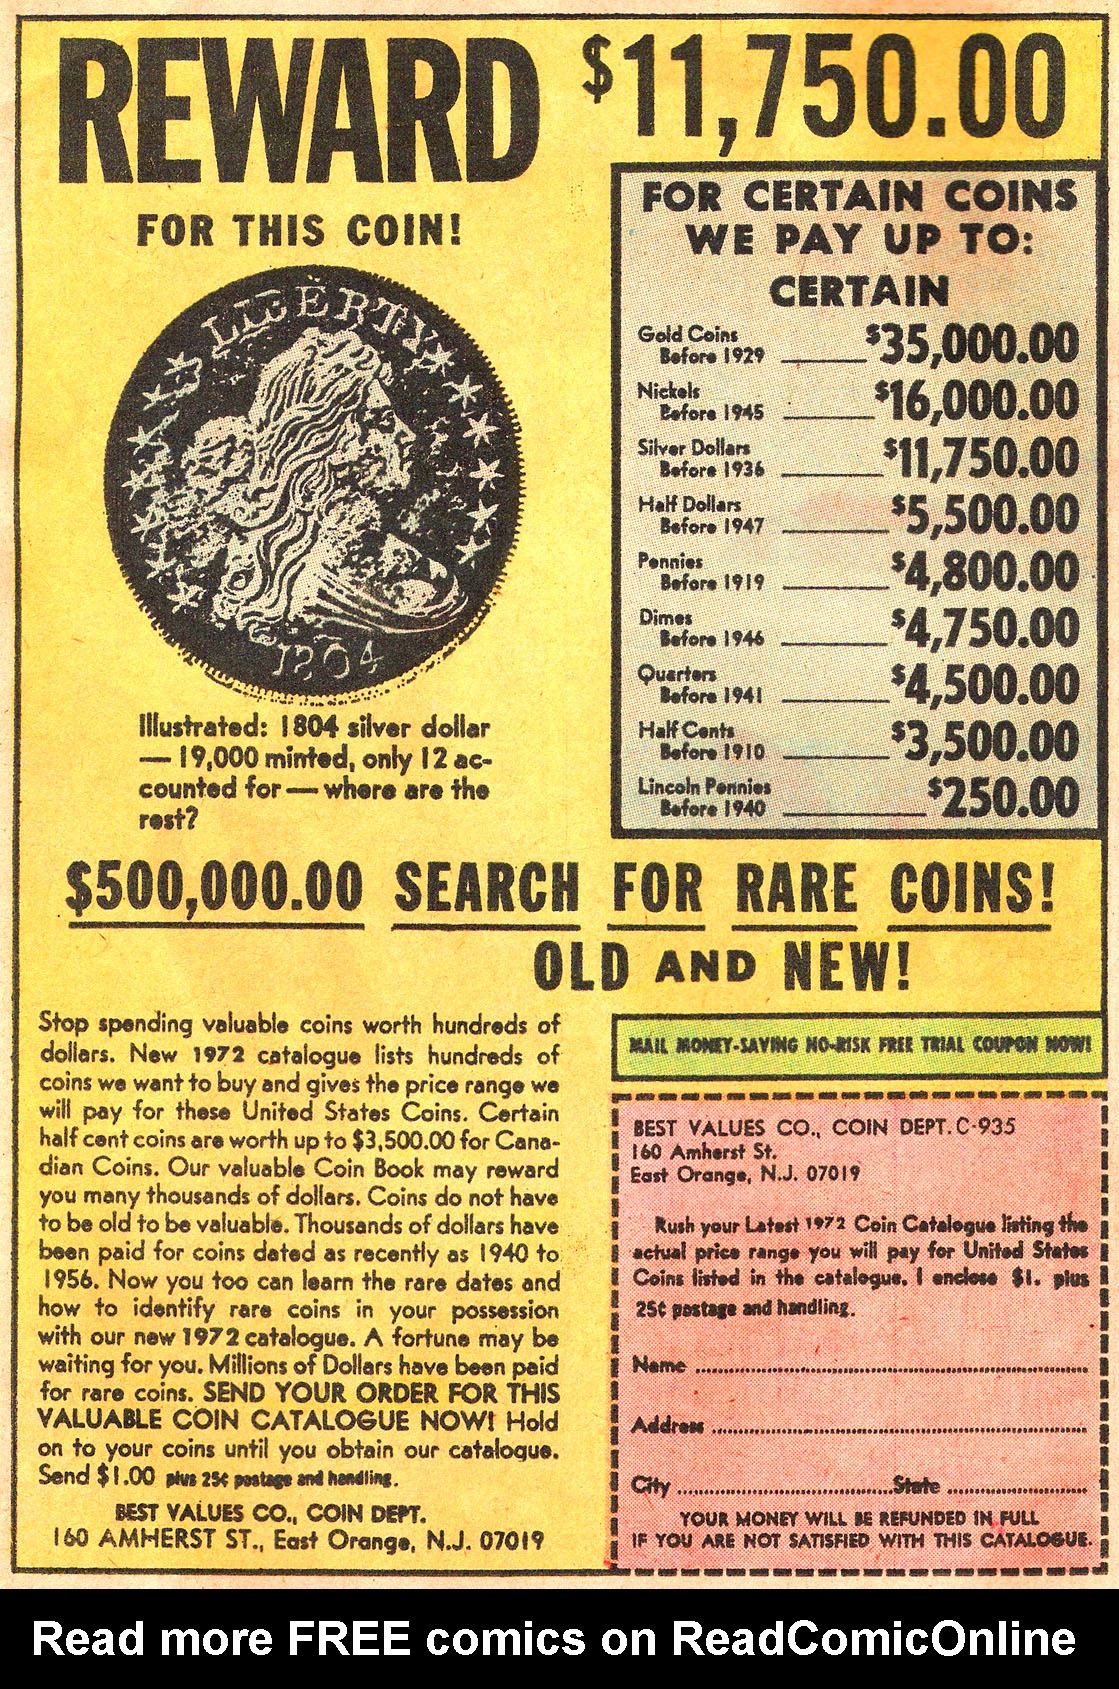 REWARD $11,750.00
FOR THIS COIN!
LIBERTY
1804
Illustrated: 1804 silver dollar
— 19,000 minted, only 12 ac-
counted for — where are the
rest?
FOR CERTAIN COINS
WE PAY UP TO:
CERTAIN
Gold Coins
Before 1929 $35,000.00
Nickels
Before 1945 $16,000.00
Silver Dollars
Before 1936 $11,750.00
Half Dollars
Before 1947 $5,500.00
Pennies
Before 1919 $4,800.00
Dimes
Before 1946 $4,750.00
Quarters
Before 1941 $4,500.00
Half Cents
Before 1910 $3,500.00
Lincoln Pennies
Before 1940 $250.00
$500,000.00 SEARCH FOR RARE COINS!
OLD AND NEW!
Stop spending valuable coins worth hundreds of
dollars. New 1972 catalogue lists hundreds of
coins we want to buy and gives the price range we
will pay for these United States Coins. Certain
half cent coins are worth up to $3,500.00 for Cana-
dian Coins. Our valuable Coin Book may reward
you many thousands of dollars. Coins do not have
to be old to be valuable. Thousands of dollars have
been paid for coins dated as recently as 1940 to
1956. Now you too can learn the rare dates and
how to identify rare coins in your possession
with our new 1972 catalogue. A fortune may be
waiting for you. Millions of Dollars have been paid
for rare coins. SEND YOUR ORDER FOR THIS
VALUABLE COIN CATALOGUE NOW! Hold
on to your coins until you obtain our catalogue.
Send $1.00 plus 25¢ postage and handling.
BEST VALUES CO., COIN DEPT.
160 AMHERST ST., East Orange, N.J. 07019
MAIL MONEY-SAVING NO-RISK FREE TRIAL COUPON NOW!
BEST VALUES CO., COIN DEPT. C-935
160 Amherst St.
East Orange, N.J. 07019
Rush your Latest 1972 Coin Catalogue listing the
actual price range you will pay for United States
Coins listed in the catalogue. I enclose $1. plus
25¢ postage and handling.
Name
Address
City State
YOUR MONEY WILL BE REFUNDED IN FULL
IF YOU ARE NOT SATISFIED WITH THIS CATALOGUE.
Read more FREE comics on ReadComicOnline